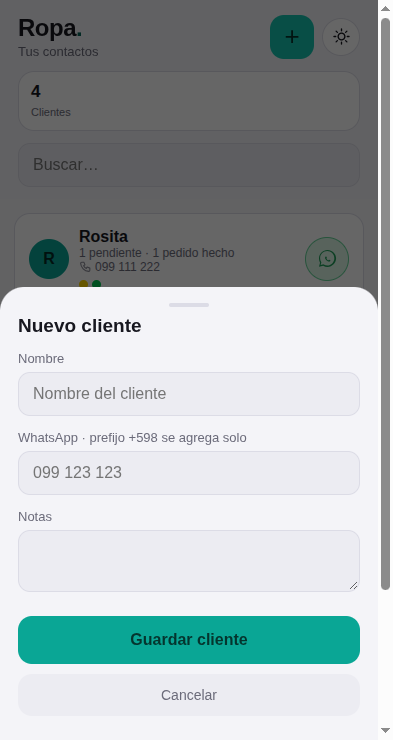 Ropa.
Tus contactos
4
Clientes
Buscar…
R
Rosita
1 pendiente · 1 pedido hecho
099 111 222
Nuevo cliente
Nombre
Nombre del cliente
WhatsApp · prefijo +598 se agrega solo
099 123 123
Notas
Guardar cliente
Cancelar